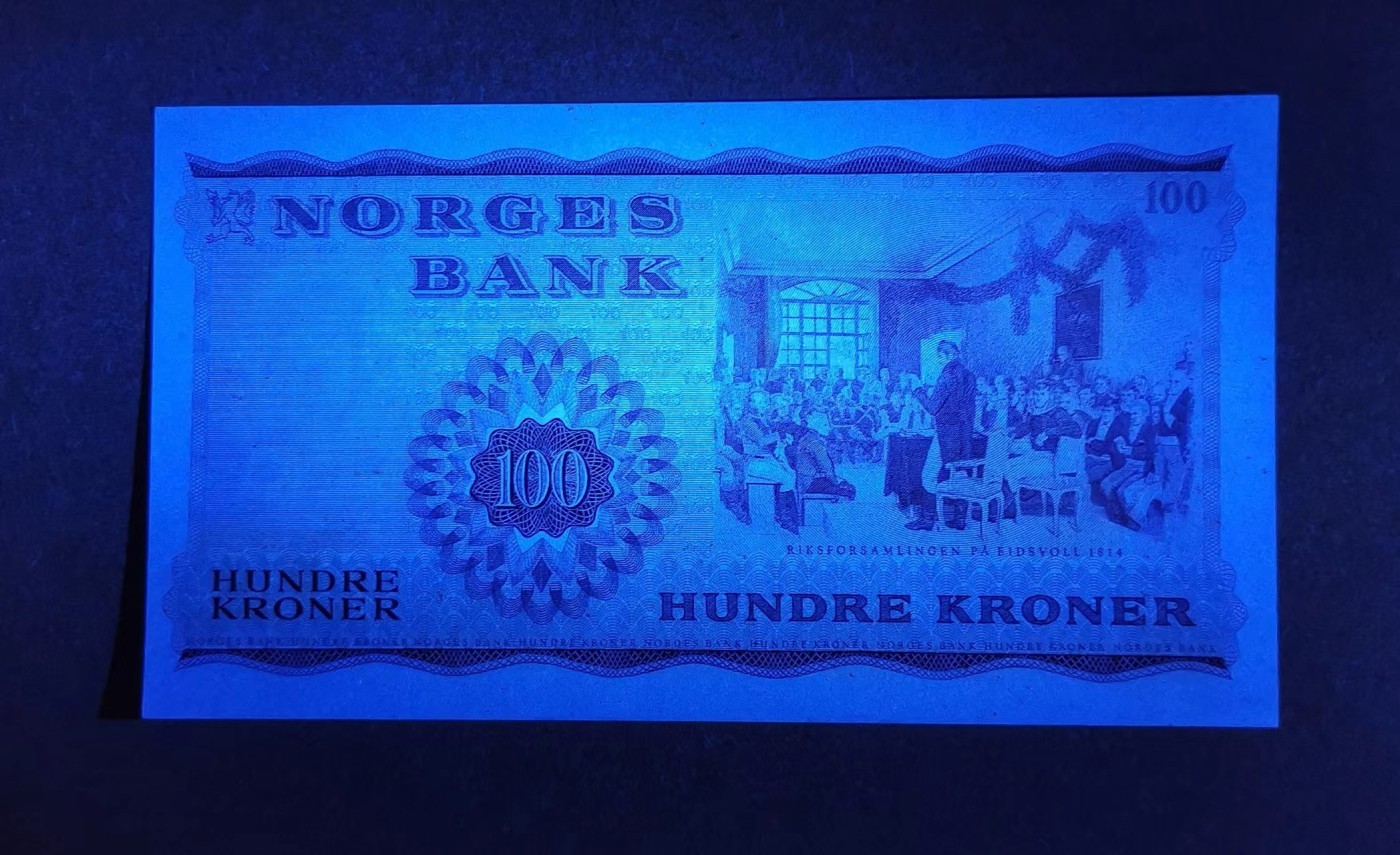 NORGES
BANK
100
100
RIKSFORSAMLINGEN PÅ EIDSVOLL 1814
HUNDRE
KRONER
HUNDRE KRONER
NORGES BANK HUNDRE KRONER NORGES BANK HUNDRE KRONER NORGES BANK HUNDRE KRONER NORGES BANK HUNDRE KRONER NORGES BANK